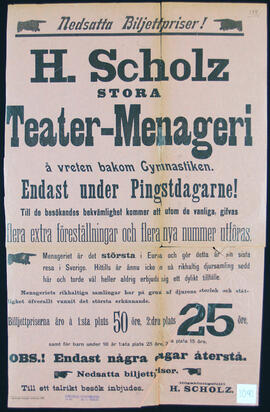 Nedsatta Biljettpriser!
H. Scholz
STORA
Teater-Menageri
å vreten bakom Gymnastiken.
Endast under Pingstdagarne!
Till de besökandes bekvämlighet kommer att utom de vanliga, gifvas
flera extra föreställningar och flera nya nummer utföras.
Menageriet är det största i Europa och gör detta år sin sista
resa i Sverige. Hittills är ännu icke så rikhaltig djursamling sedd
här och torde väl heller aldrig erbjuda sig ett dylikt tillfälle.
Menageriets rikhaltiga samlingar har på grund af djurens storlek och ståt-
lighet öfverallt vunnit det största erkännande.
Billjettpriserna äro å 1:sta plats 50 öre, 2:dra plats 25 öre,
samt för barn under 10 år 1:sta plats 25 öre, plats 15 öre.
OBS.! Endast några dagar återstå.
Nedsatta biljettpriser.
Till ett talrikt besök inbjudes.
H. SCHOLZ.